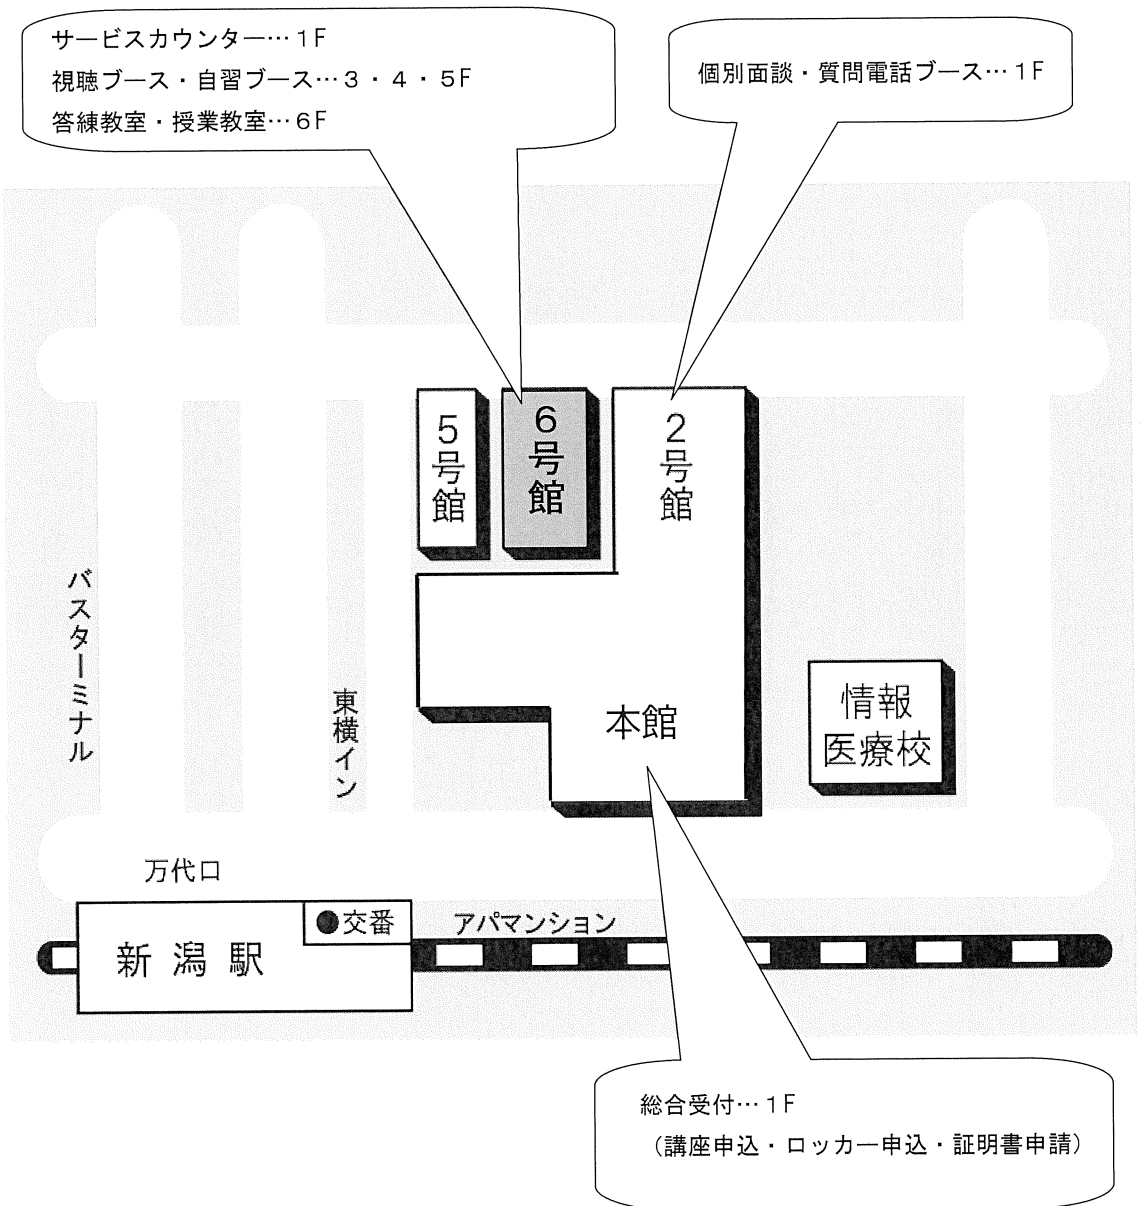 サービスカウンター…１F
視聴ブース・自習ブース…３・４・５F
答練教室・授業教室…６F
個別面談・質問電話ブース…１F
５号館
６号館
２号館
バスターミナル
東横イン
本館
情報
医療校
万代口
●交番
アパマンション
新潟駅
総合受付…１F
（講座申込・ロッカー申込・証明書申請）